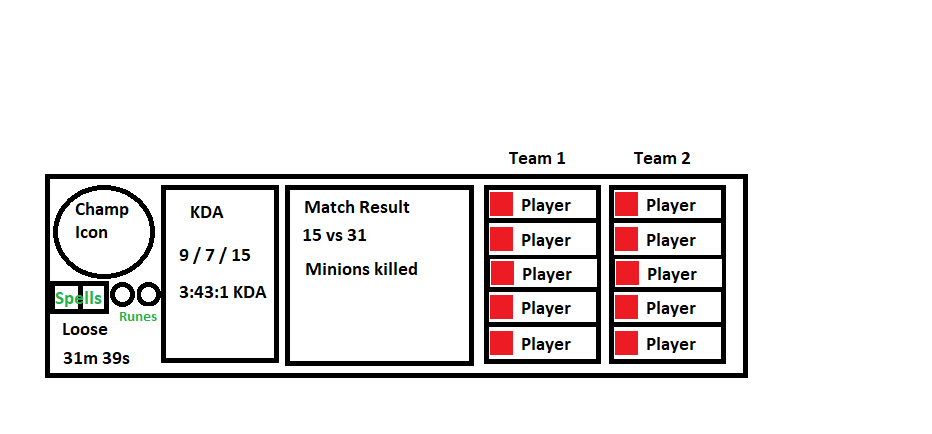 Team 1
Team 2
Champ
Icon
Spells
Runes
Loose
31m 39s
KDA
9 / 7 / 15
3:43:1 KDA
Match Result
15 vs 31
Minions killed
Player
Player
Player
Player
Player
Player
Player
Player
Player
Player